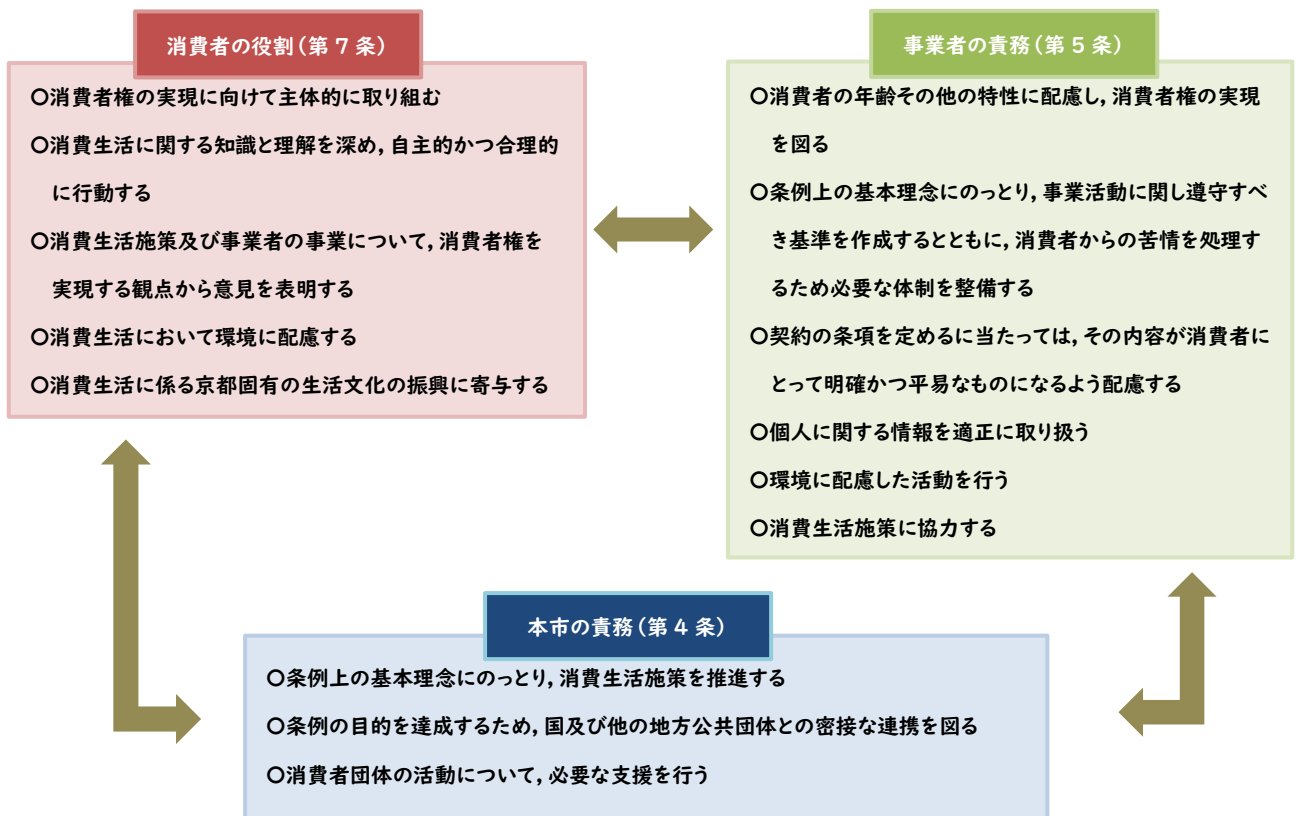 消費者の役割（第７条）
○消費者権の実現に向けて主体的に取り組む
○消費生活に関する知識と理解を深め，自主的かつ合理的
に行動する
○消費生活施策及び事業者の事業について，消費者権を
実現する観点から意見を表明する
○消費生活において環境に配慮する
○消費生活に係る京都固有の生活文化の振興に寄与する
事業者の責務（第５条）
○消費者の年齢その他の特性に配慮し，消費者権の実現
を図る
○条例上の基本理念にのっとり，事業活動に関し遵守すべ
き基準を作成するとともに，消費者からの苦情を処理す
るため必要な体制を整備する
○契約の条項を定めるに当たっては，その内容が消費者に
とって明確かつ平易なものになるよう配慮する
○個人に関する情報を適正に取り扱う
○環境に配慮した活動を行う
○消費生活施策に協力する
本市の責務（第４条）
○条例上の基本理念にのっとり，消費生活施策を推進する
○条例の目的を達成するため，国及び他の地方公共団体との密接な連携を図る
○消費者団体の活動について，必要な支援を行う